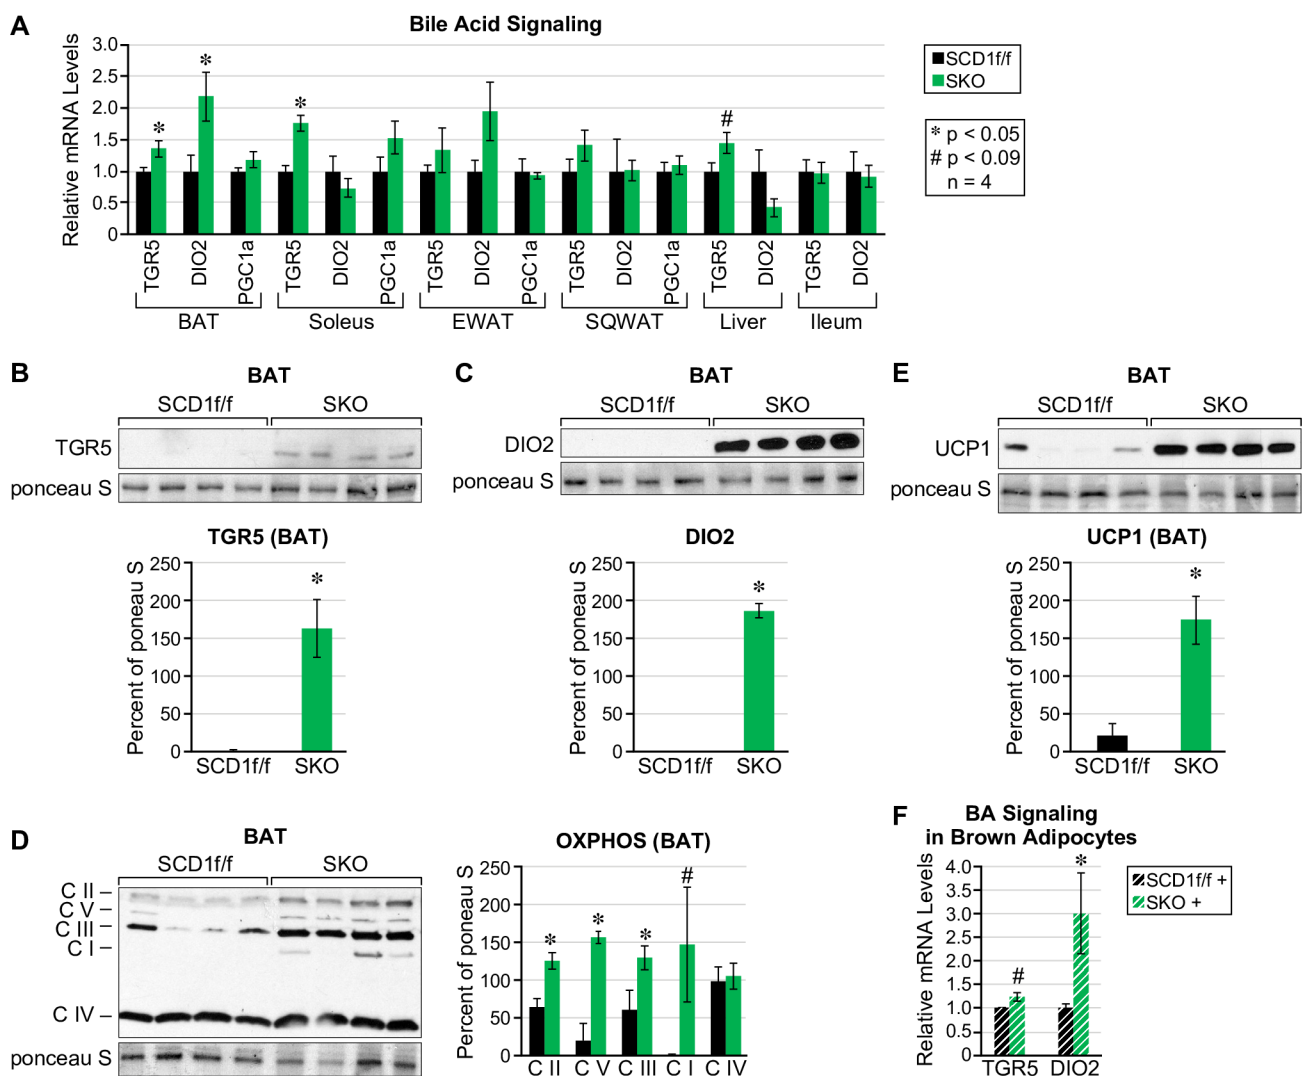 A
Bile Acid Signaling
Relative mRNA Levels
3.0
2.5
2.0
1.5
1.0
0.5
0
* * * #
SCD1f/f
SKO
* p < 0.05
# p < 0.09
n = 4
TGR5 DIO2 PGC1a TGR5 DIO2 PGC1a TGR5 DIO2 PGC1a TGR5 DIO2 PGC1a TGR5 DIO2 TGR5 DIO2
BAT Soleus EWAT SQWAT Liver Ileum
B
BAT
SCD1f/f SKO
TGR5
ponceau S
TGR5 (BAT)
Percent of poneau S
250
200
150
100
50
0
*
SCD1f/f SKO
C
BAT
SCD1f/f SKO
DIO2
ponceau S
DIO2
Percent of poneau S
250
200
150
100
50
0
*
SCD1f/f SKO
E
BAT
SCD1f/f SKO
UCP1
ponceau S
UCP1 (BAT)
Percent of poneau S
250
200
150
100
50
0
*
SCD1f/f SKO
D
BAT
SCD1f/f SKO
C II
C V
C III
C I
C IV
ponceau S
OXPHOS (BAT)
Percent of poneau S
250
200
150
100
50
0
* * * #
C II C V C III C I C IV
F
BA Signaling
in Brown Adipocytes
Relative mRNA Levels
4.0
3.5
3.0
2.5
2.0
1.5
1.0
0.5
0
# *
TGR5 DIO2
SCD1f/f +
SKO +